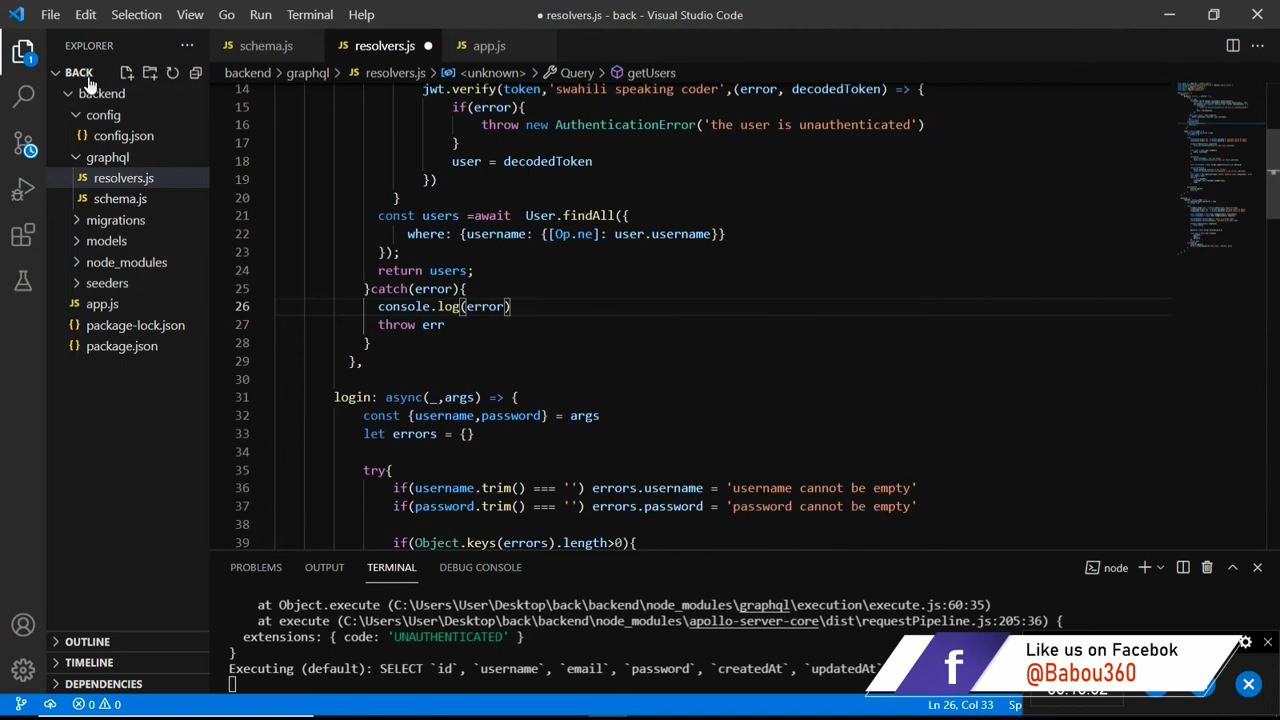 File Edit Selection View Go Run Terminal Help
● resolvers.js - back - Visual Studio Code
EXPLORER
1
BACK
backend
config
{} config.json
graphql
JS resolvers.js
JS schema.js
migrations
models
node_modules
seeders
JS app.js
{} package-lock.json
{} package.json
OUTLINE
TIMELINE
DEPENDENCIES
JS schema.js JS resolvers.js JS app.js
backend > graphql > JS resolvers.js > <unknown> > Query > getUsers
14 jwt.verify(token,'swahili speaking coder',(error, decodedToken) => {
15 if(error){
16 throw new AuthenticationError('the user is unauthenticated')
17 }
18 user = decodedToken
19 })
20 }
21 const users =await  User.findAll({
22 where: {username: {[Op.ne]: user.username}}
23 });
24 return users;
25 }catch(error){
26 console.log(error)
27 throw err
28 }
29 },
30
31 login: async(_,args) => {
32 const {username,password} = args
33 let errors = {}
34
35 try{
36 if(username.trim() === '') errors.username = 'username cannot be empty'
37 if(password.trim() === '') errors.password = 'password cannot be empty'
38
39 if(Object.keys(errors).length>0){
PROBLEMS OUTPUT TERMINAL DEBUG CONSOLE
node
at Object.execute (C:\Users\User\Desktop\back\backend\node_modules\graphql\execution\execute.js:60:35)
at execute (C:\Users\User\Desktop\back\backend\node_modules\apollo-server-core\dist\requestPipeline.js:205:36) {
extensions: { code: 'UNAUTHENTICATED' }
}
Executing (default): SELECT `id`, `username`, `email`, `password`, `createdAt`, `updatedAt`
f
Like us on Facebok
@Babou360
0 0
Ln 26, Col 33